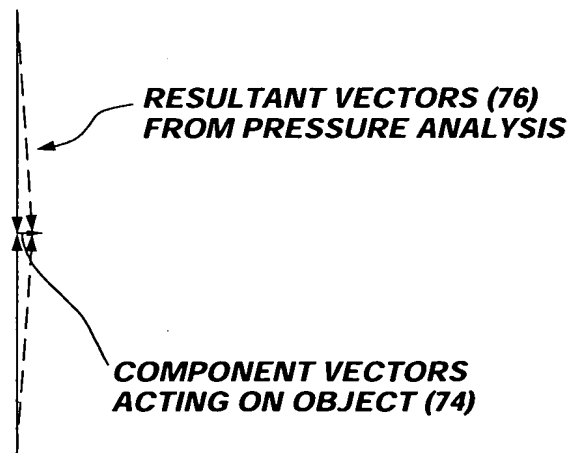 RESULTANT VECTORS (76)
FROM PRESSURE ANALYSIS
COMPONENT VECTORS
ACTING ON OBJECT (74)